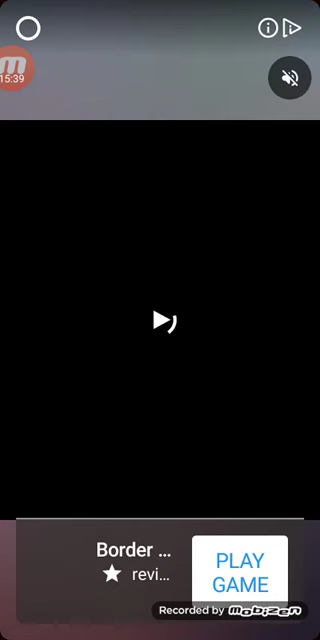 15:39
Border ...
revi...
PLAY
GAME
Recorded by mobizen